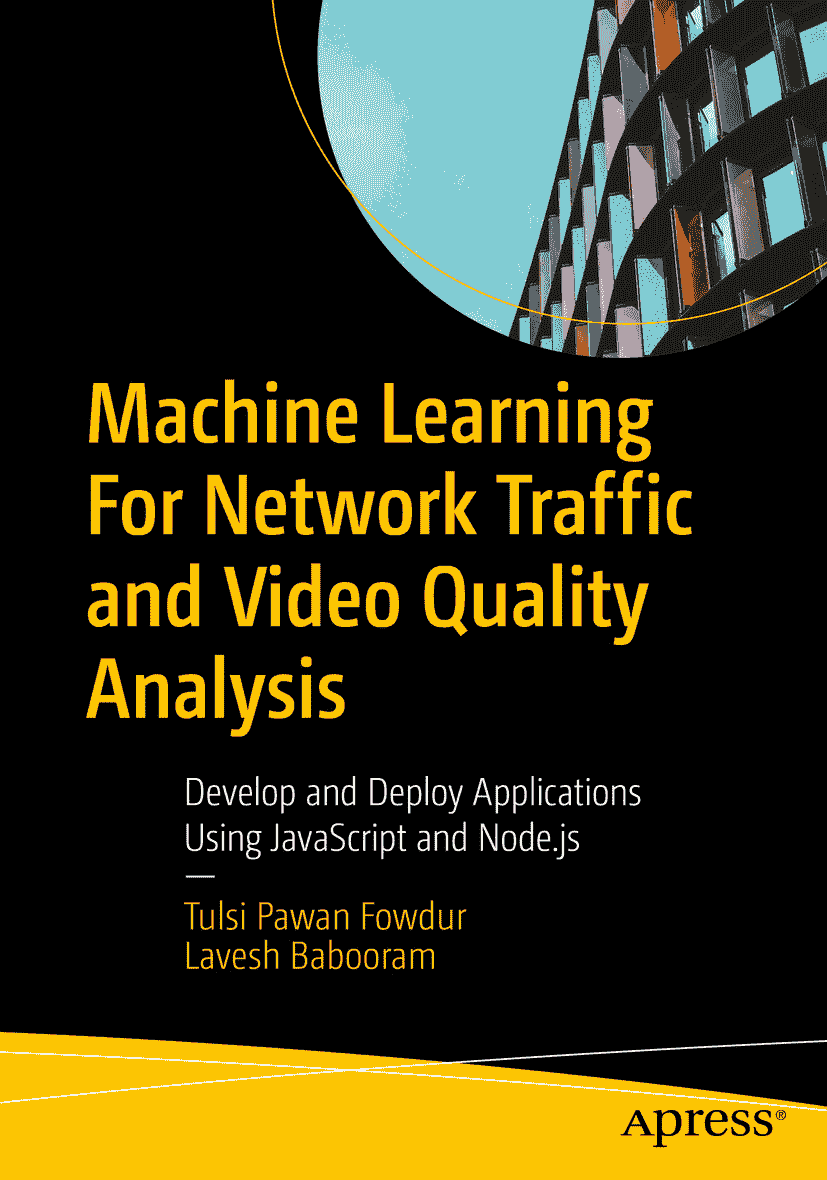 Machine Learning
For Network Traffic
and Video Quality
Analysis
Develop and Deploy Applications
Using JavaScript and Node.js
Tulsi Pawan Fowdur
Lavesh Babooram
Apress®